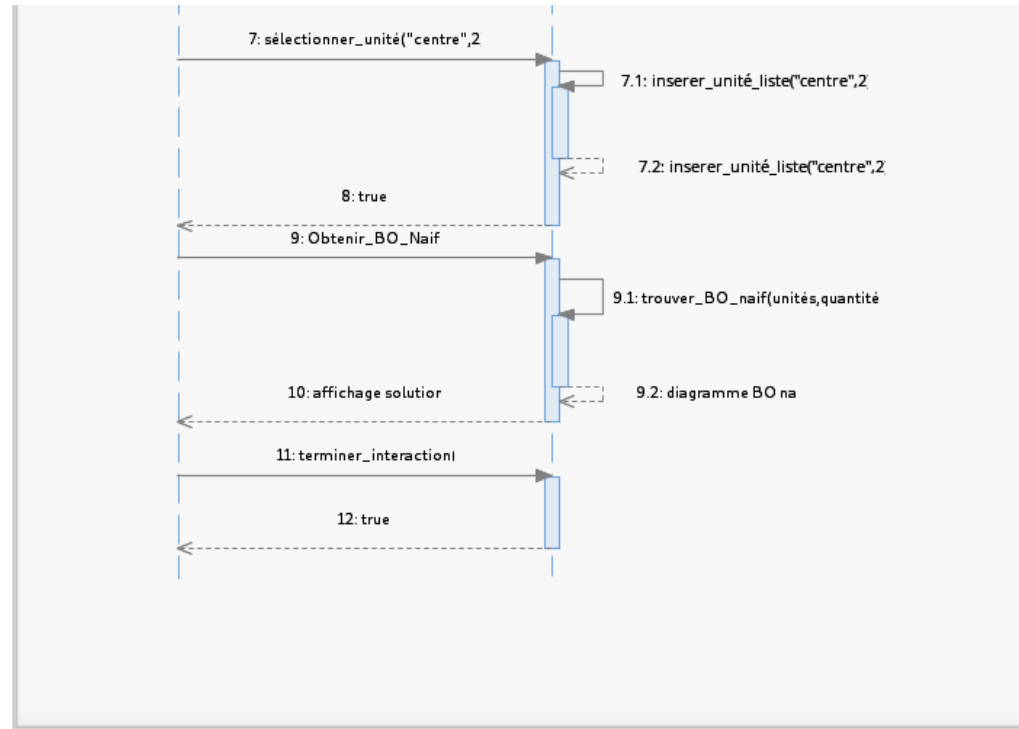 7: sélectionner_unité("centre",2
7.1: inserer_unité_liste("centre",2
7.2: inserer_unité_liste("centre",2
8: true
9: Obtenir_BO_Naif
9.1: trouver_BO_naif(unités,quantité
10: affichage solutior
9.2: diagramme BO na
11: terminer_interaction(
12: true